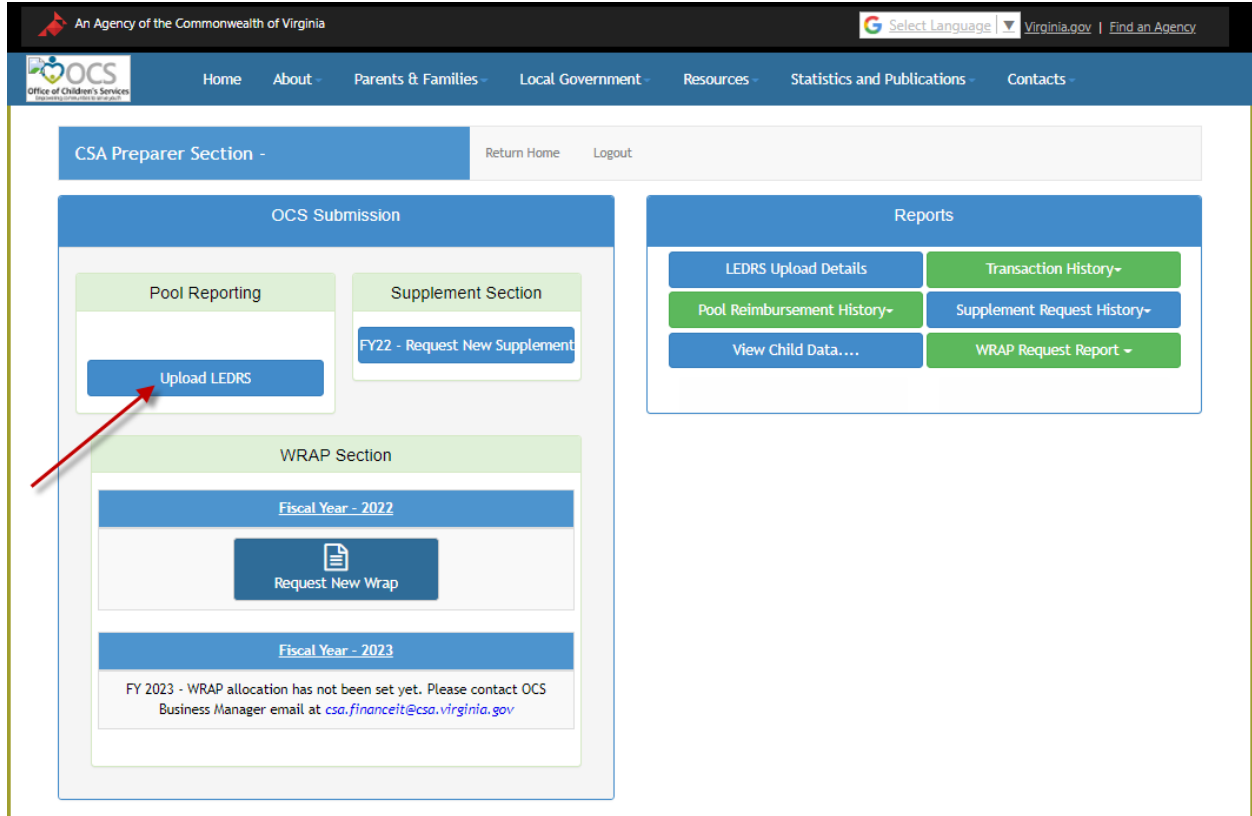 An Agency of the Commonwealth of Virginia
Select Language ▼ Virginia.gov | Find an Agency
OCS
Office of Children's Services
Empowering communities to serve youth
Home About Parents & Families Local Government Resources Statistics and Publications Contacts
CSA Preparer Section -
Return Home Logout
OCS Submission
Pool Reporting
Upload LEDRS
Supplement Section
FY22 - Request New Supplement
WRAP Section
Fiscal Year - 2022
Request New Wrap
Fiscal Year - 2023
FY 2023 - WRAP allocation has not been set yet. Please contact OCS
Business Manager email at csa.financeit@csa.virginia.gov
Reports
LEDRS Upload Details
Transaction History
Pool Reimbursement History
Supplement Request History
View Child Data....
WRAP Request Report